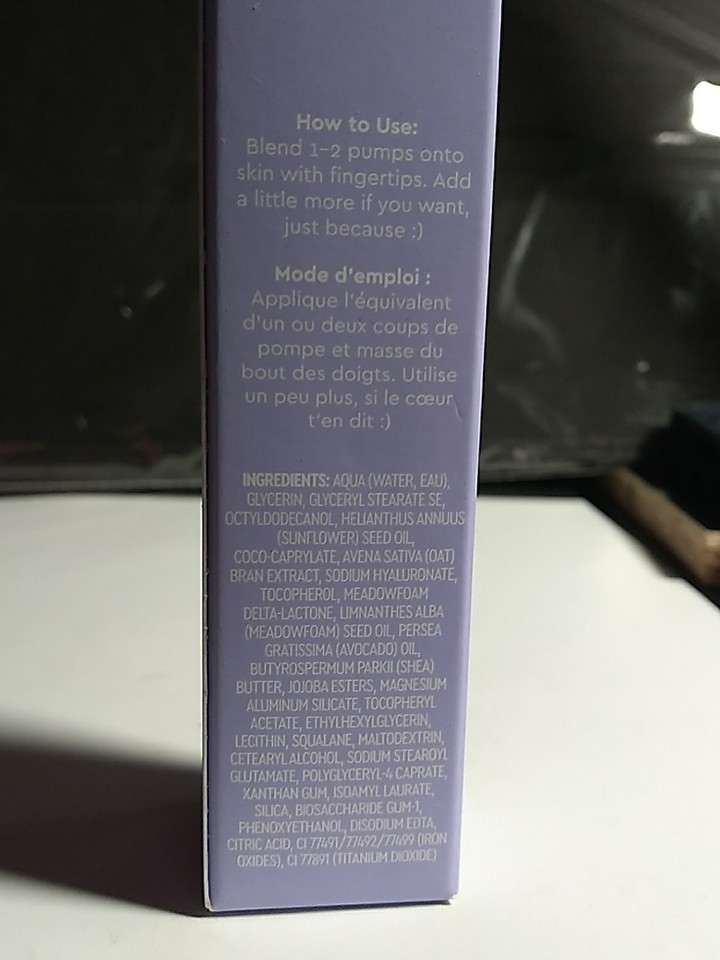 How to Use:
Blend 1–2 pumps onto
skin with fingertips. Add
a little more if you want,
just because :)
Mode d'emploi :
Applique l'équivalent
d'un ou deux coups de
pompe et masse du
bout des doigts. Utilise
un peu plus, si le cœur
t'en dit :)
INGREDIENTS: AQUA (WATER, EAU),
GLYCERIN, GLYCERYL STEARATE SE,
OCTYLDODECANOL, HELIANTHUS ANNUUS
(SUNFLOWER) SEED OIL,
COCO-CAPRYLATE, AVENA SATIVA (OAT)
BRAN EXTRACT, SODIUM HYALURONATE,
TOCOPHEROL, MEADOWFOAM
DELTA-LACTONE, LIMNANTHES ALBA
(MEADOWFOAM) SEED OIL, PERSEA
GRATISSIMA (AVOCADO) OIL,
BUTYROSPERMUM PARKII (SHEA)
BUTTER, JOJOBA ESTERS, MAGNESIUM
ALUMINUM SILICATE, TOCOPHERYL
ACETATE, ETHYLHEXYLGLYCERIN,
LECITHIN, SQUALANE, MALTODEXTRIN,
CETEARYL ALCOHOL, SODIUM STEAROYL
GLUTAMATE, POLYGLYCERYL-4 CAPRATE,
XANTHAN GUM, ISOAMYL LAURATE,
SILICA, BIOSACCHARIDE GUM-1,
PHENOXYETHANOL, DISODIUM EDTA,
CITRIC ACID, CI 77491/77492/77499 (IRON
OXIDES), CI 77891 (TITANIUM DIOXIDE)